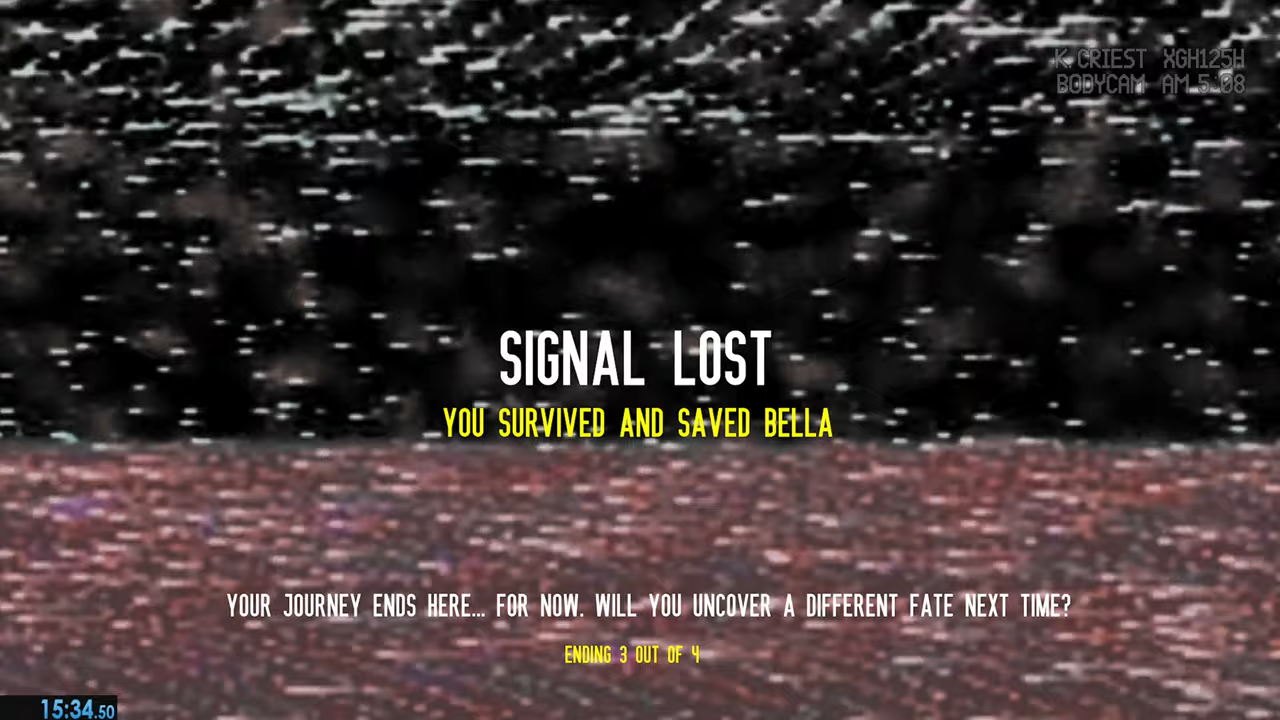 K. CRIEST XGH125H
BODYCAM AM 5:08
SIGNAL LOST
YOU SURVIVED AND SAVED BELLA
YOUR JOURNEY ENDS HERE... FOR NOW. WILL YOU UNCOVER A DIFFERENT FATE NEXT TIME?
ENDING 3 OUT OF 4
15:34.50